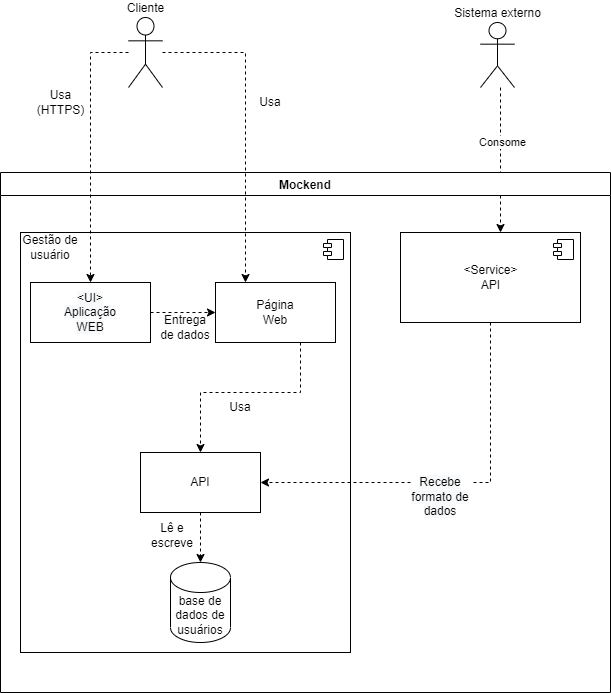 Cliente
Sistema externo
Usa
(HTTPS)
Usa
Consome
Mockend
Gestão de
usuário
<UI>
Aplicação
WEB
Entrega
de dados
Página
Web
<Service>
API
Usa
API
Recebe
formato de
dados
Lê e
escreve
base de
dados de
usuários